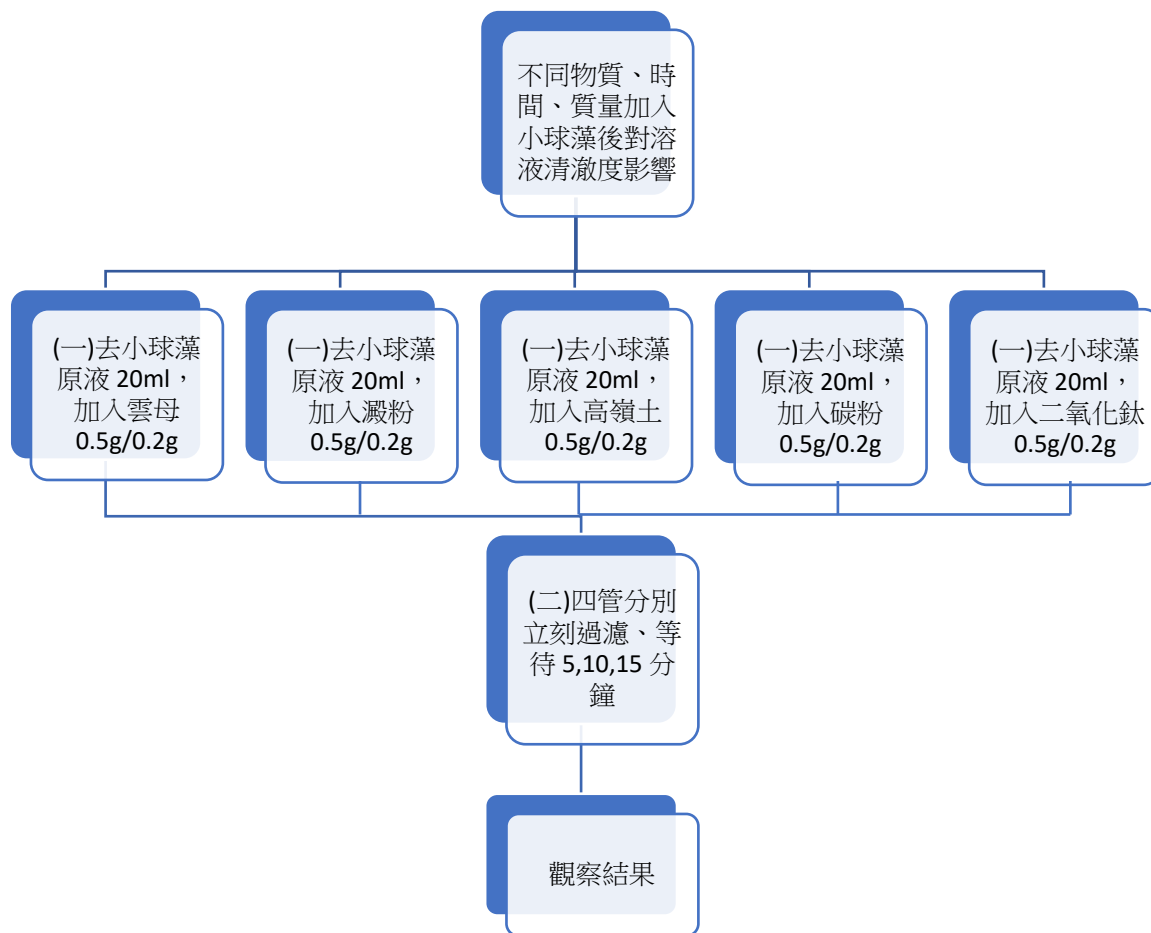 不同物質、時
間、質量加入
小球藻後對溶
液清澈度影響
(一)去小球藻
原液 20ml，
加入雲母
0.5g/0.2g
(一)去小球藻
原液 20ml，
加入澱粉
0.5g/0.2g
(一)去小球藻
原液 20ml，
加入高嶺土
0.5g/0.2g
(一)去小球藻
原液 20ml，
加入碳粉
0.5g/0.2g
(一)去小球藻
原液 20ml，
加入二氧化鈦
0.5g/0.2g
(二)四管分別
立刻過濾、等
待 5,10,15 分
鐘
觀察結果